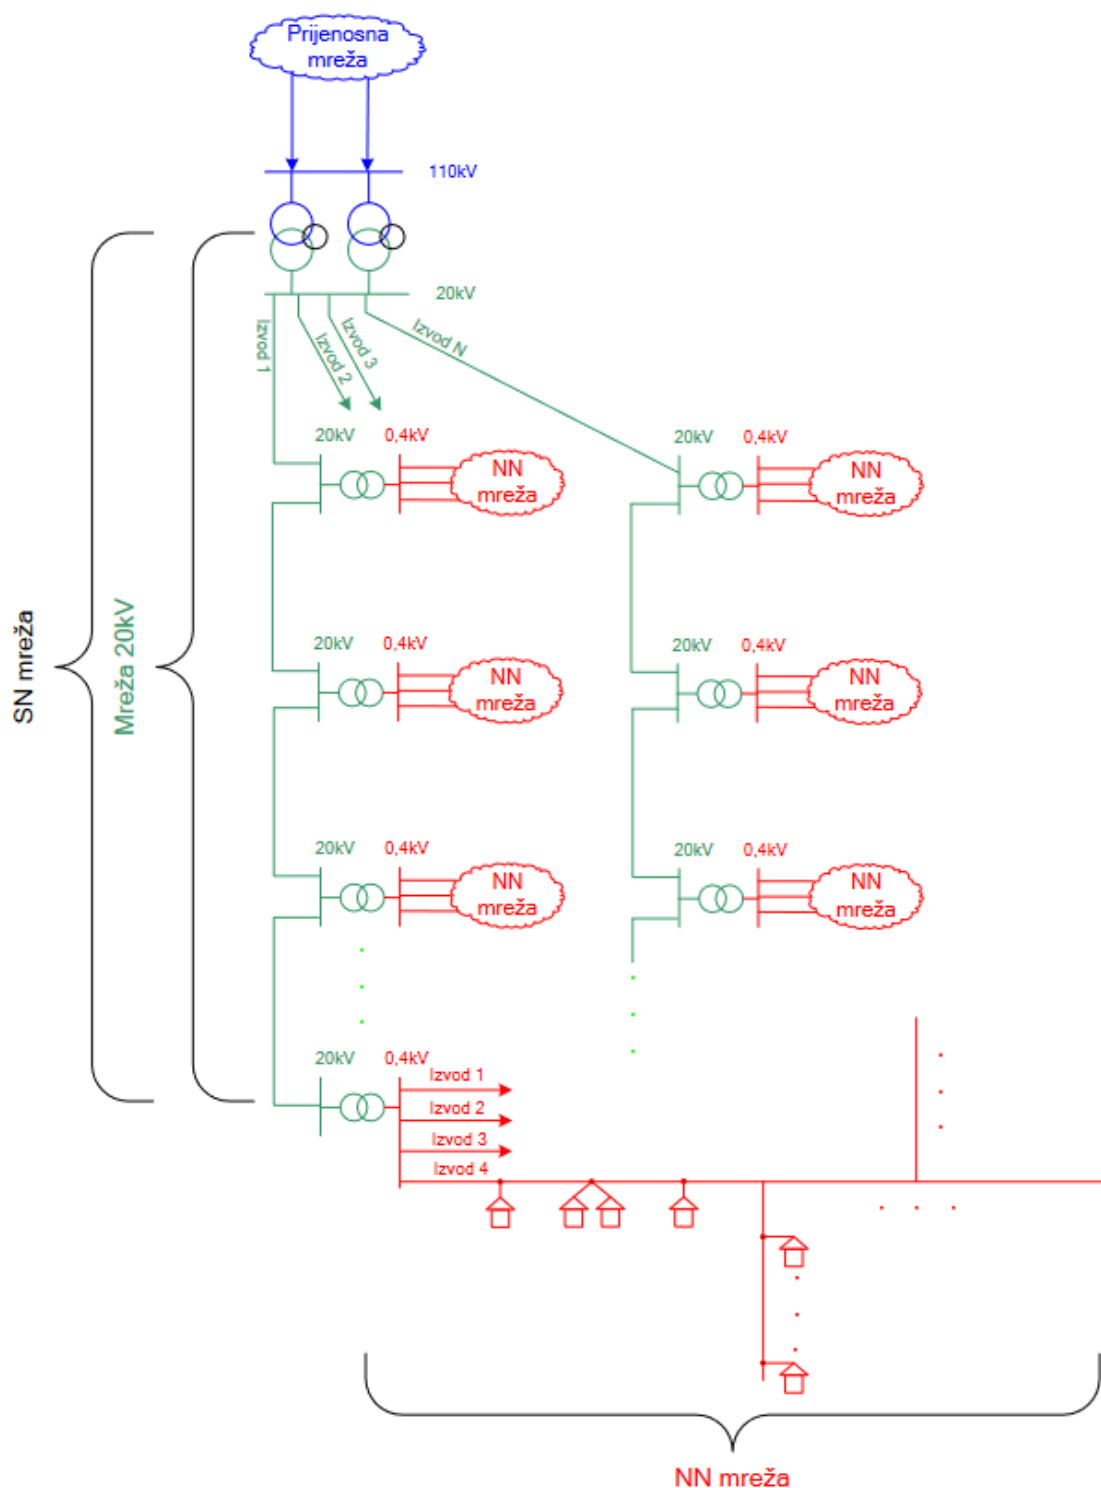 Prijenosna
mreža
110kV
20kV
Izvod 1
Izvod 2
Izvod 3
Izvod N
20kV 0,4kV
NN
mreža
20kV 0,4kV
NN
mreža
20kV 0,4kV
NN
mreža
20kV 0,4kV
NN
mreža
SN mreža
Mreža 20kV
20kV 0,4kV
NN
mreža
20kV 0,4kV
NN
mreža
20kV 0,4kV
Izvod 1
Izvod 2
Izvod 3
Izvod 4
NN mreža